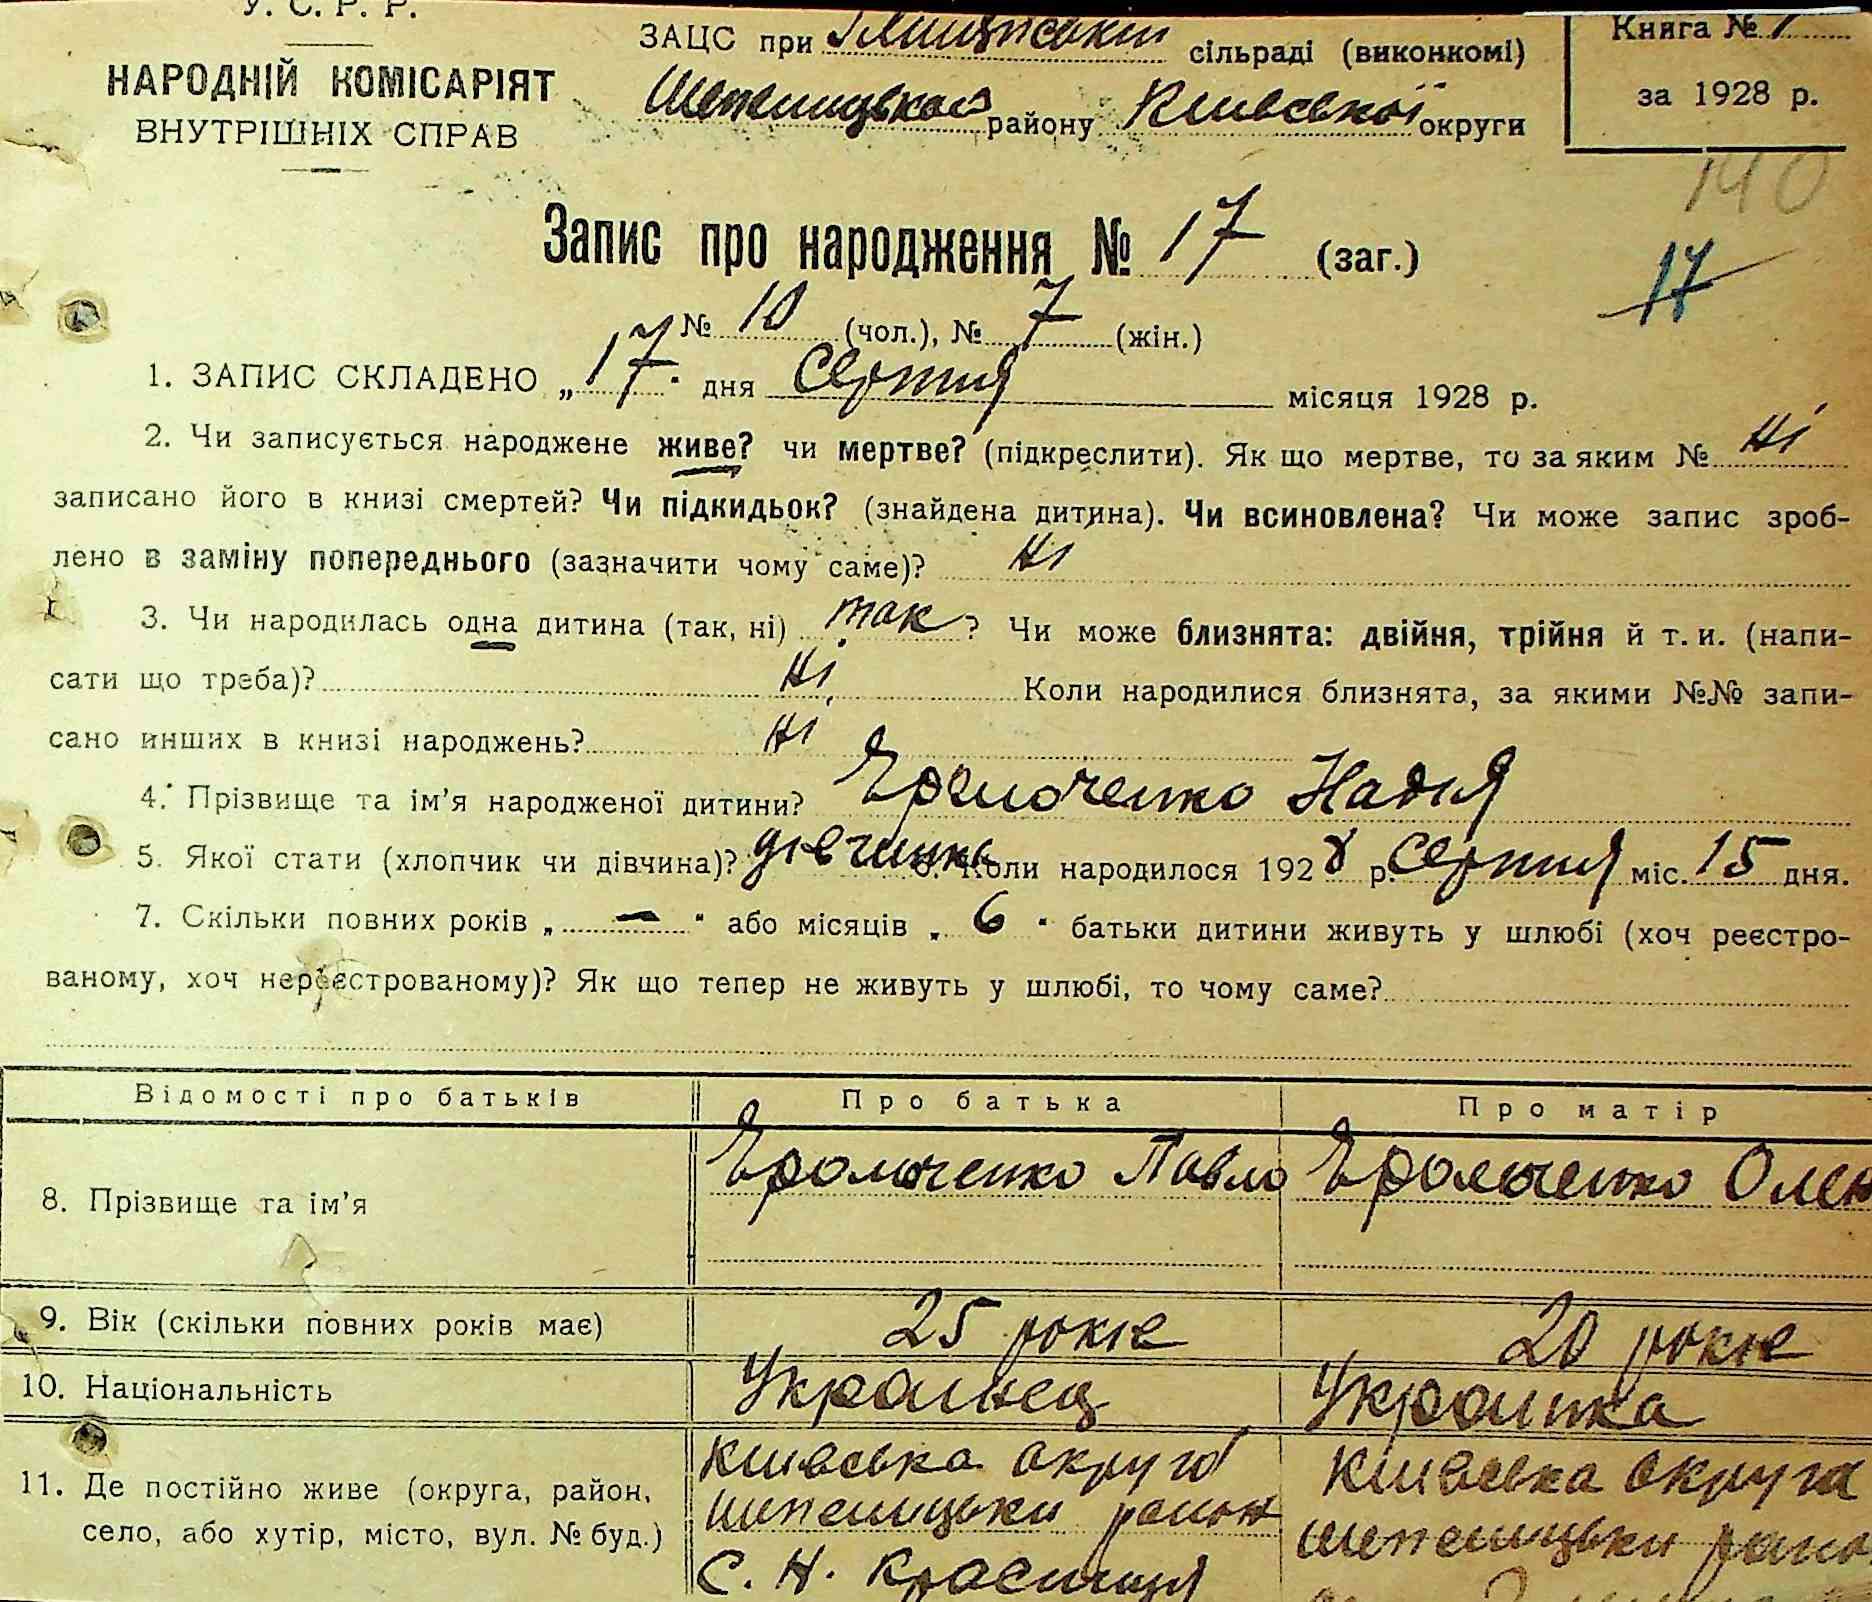 У. С. Р. Р.
НАРОДНІЙ КОМІСАРІЯТ
ВНУТРІШНІХ СПРАВ
ЗАЦС при сільраді (виконкомі)
району Київської округи
Книга №
за 1928 р.
140
Запис про народження № 17 (заг.)
17
№ 10 (чол.), № 7 (жін.)
1. ЗАПИС СКЛАДЕНО „17" дня Серпня місяця 1928 р.
2. Чи записується народжене живе? чи мертве? (підкреслити). Як що мертве, то за яким № Ні
записано його в книзі смертей? Чи підкидьок? (знайдена дитина). Чи всиновлена? Чи може запис зроб-
лено в заміну попереднього (зазначити чому саме)? Ні
3. Чи народилась одна дитина (так, ні) так ? Чи може близнята: двійня, трійня й т. и. (напи-
сати що треба)? Ні Коли народилися близнята, за якими №№ запи-
сано инших в книзі народжень? Ні
4. Прізвище та ім'я народженої дитини? Надія
5. Якої стати (хлопчик чи дівчина)? дівчинка 6. Коли народилося 1928 р. Серпня міс. 15 дня.
7. Скільки повних років „ — " або місяців „ 6 " батьки дитини живуть у шлюбі (хоч реєстро-
ваному, хоч нереєстрованому)? Як що тепер не живуть у шлюбі, то чому саме?
Відомості про батьків Про батька Про матір
8. Прізвище та ім'я Павло Олен
9. Вік (скільки повних років має) 25 років 20 років
10. Національність Украинец Украинка
11. Де постійно живе (округа, район,
село, або хутір, місто, вул. № буд.)
Київська округа
район
С. Н. Красниця
Київська округа